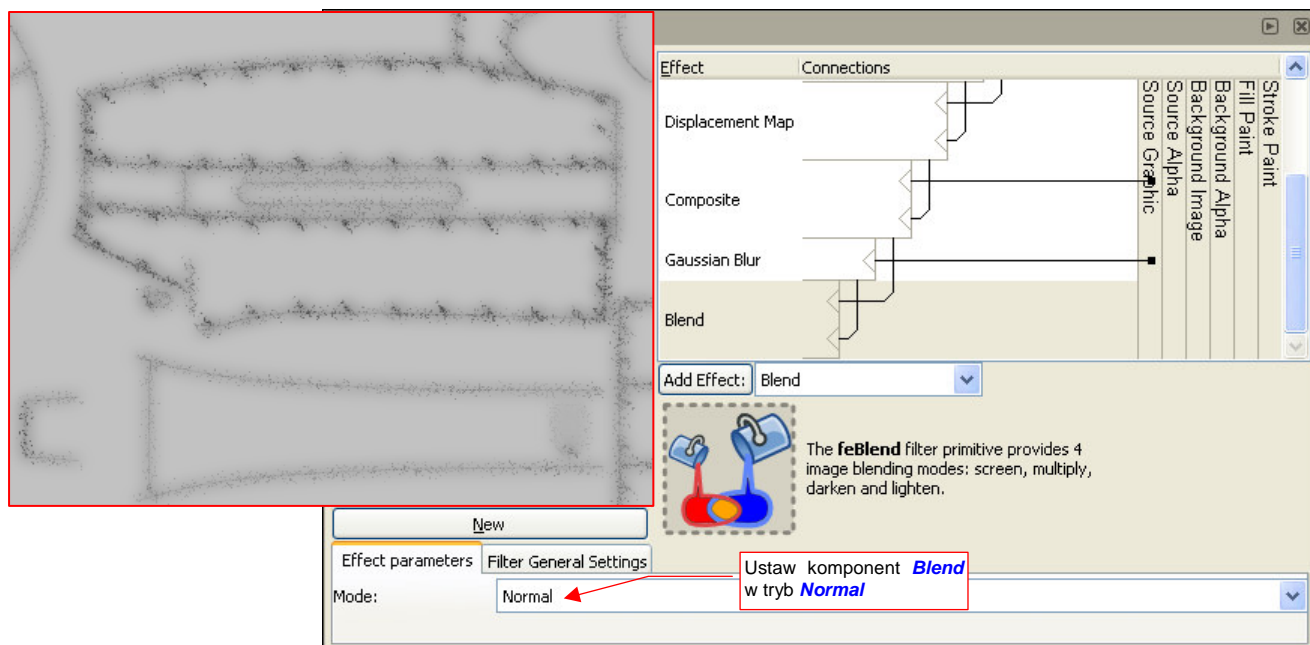 Effect Connections
Displacement Map
Composite
Gaussian Blur
Blend
Source Graphic
Source Alpha
Background Image
Background Alpha
Fill Paint
Stroke Paint
Add Effect: Blend
The feBlend filter primitive provides 4
image blending modes: screen, multiply,
darken and lighten.
New
Effect parameters Filter General Settings
Ustaw komponent Blend
w tryb Normal
Mode: Normal